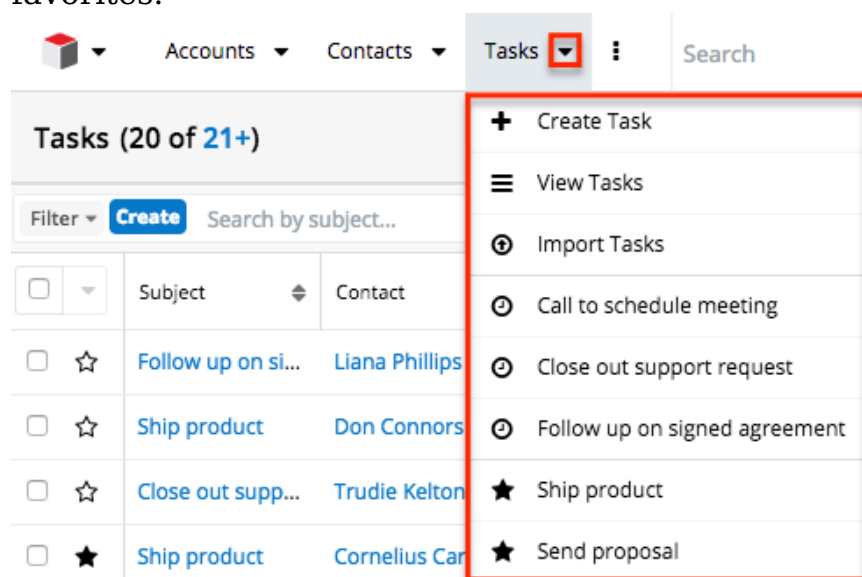 favorites.
Accounts Contacts Tasks Search
Tasks (20 of 21+)
Filter Create Search by subject...
Subject Contact
Follow up on si... Liana Phillips
Ship product Don Connors
Close out supp... Trudie Kelton
Ship product Cornelius Car
Create Task
View Tasks
Import Tasks
Call to schedule meeting
Close out support request
Follow up on signed agreement
Ship product
Send proposal